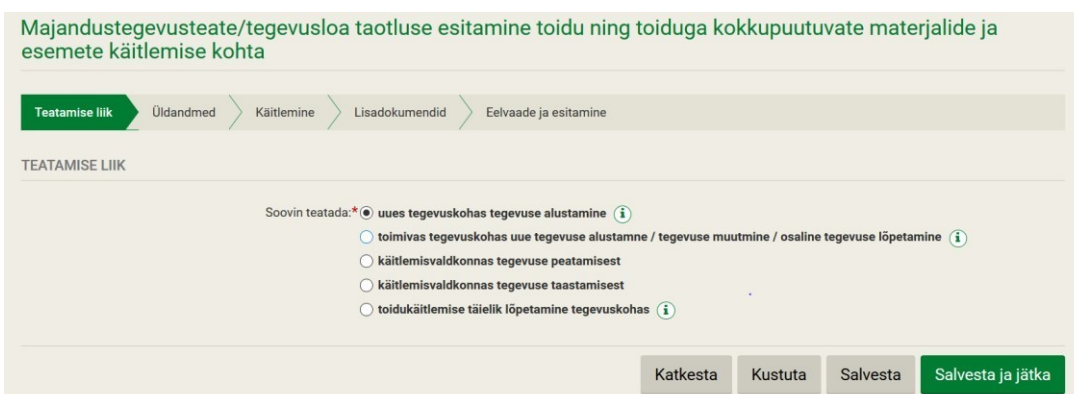 Majandustegevusteate/tegevusloa taotluse esitamine toidu ning toiduga kokkupuutuvate materjalide ja
esemete käitlemise kohta
Teatamise liik Üldandmed Käitlemine Lisadokumendid Eelvaade ja esitamine
TEATAMISE LIIK
Soovin teatada:* uues tegevuskohas tegevuse alustamine i
toimivas tegevuskohas uue tegevuse alustamne / tegevuse muutmine / osaline tegevuse lõpetamine i
käitlemisvaldkonnas tegevuse peatamisest
käitlemisvaldkonnas tegevuse taastamisest
toidukäitlemise täielik lõpetamine tegevuskohas i
Katkesta Kustuta Salvesta Salvesta ja jätka